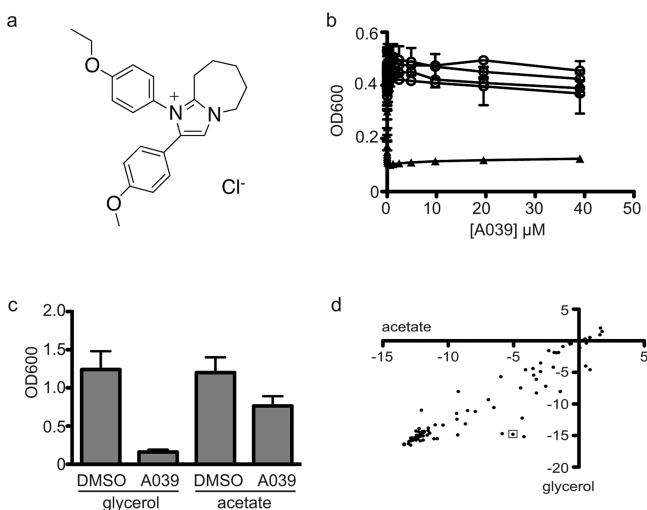 a
O
N
+
N
O
Cl-
b
0.6
0.4
0.2
0
OD600
0 10 20 30 40 50
[A039] µM
c
2.0
1.5
1.0
0.5
0
OD600
DMSO A039 DMSO A039
glycerol acetate
d
acetate
5
0
-15 -10 -5 5
-5
-10
-15
-20
glycerol